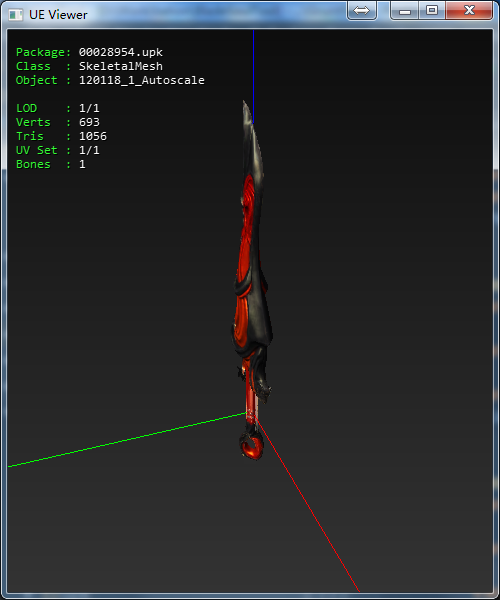 UE Viewer
Package: 00028954.upk
Class : SkeletalMesh
Object : 120118_1_Autoscale
LOD : 1/1
Verts : 693
Tris : 1056
UV Set : 1/1
Bones : 1